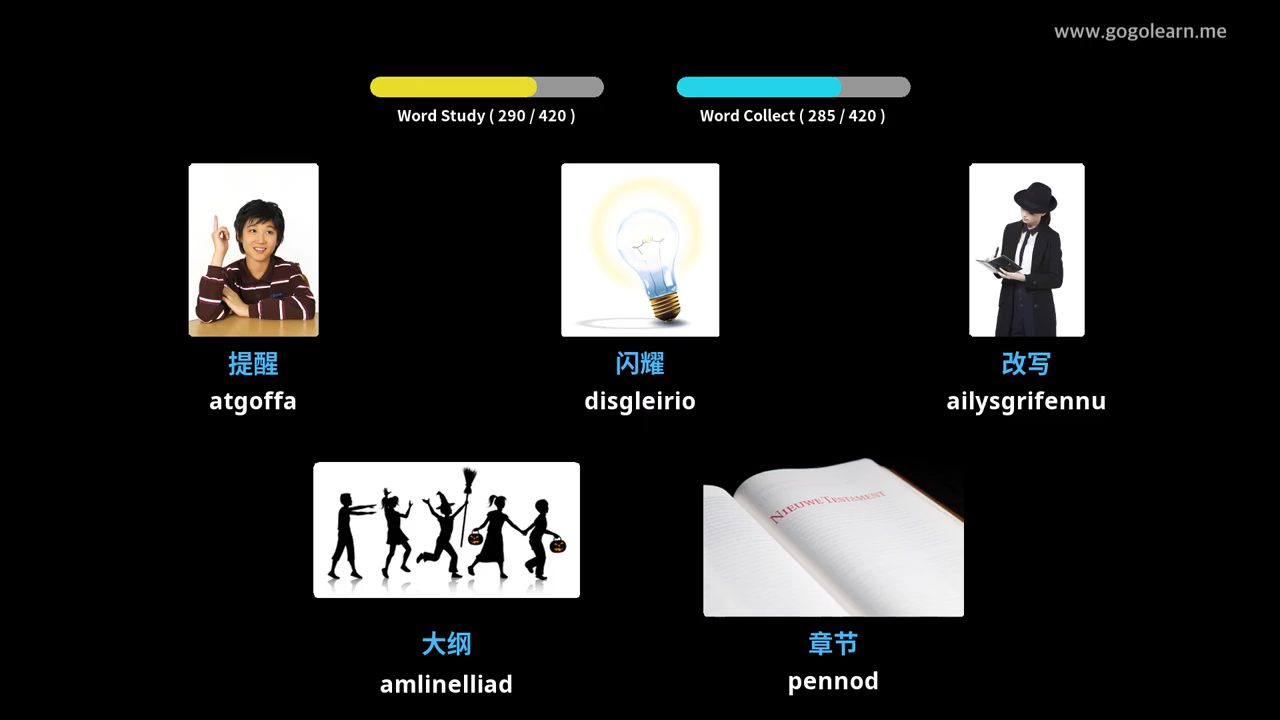 www.gogolearn.me
Word Study ( 290 / 420 )
Word Collect ( 285 / 420 )
提醒
atgoffa
闪耀
disgleirio
改写
ailysgrifennu
NIEUWE TESTAMENT
大纲
amlinelliad
章节
pennod